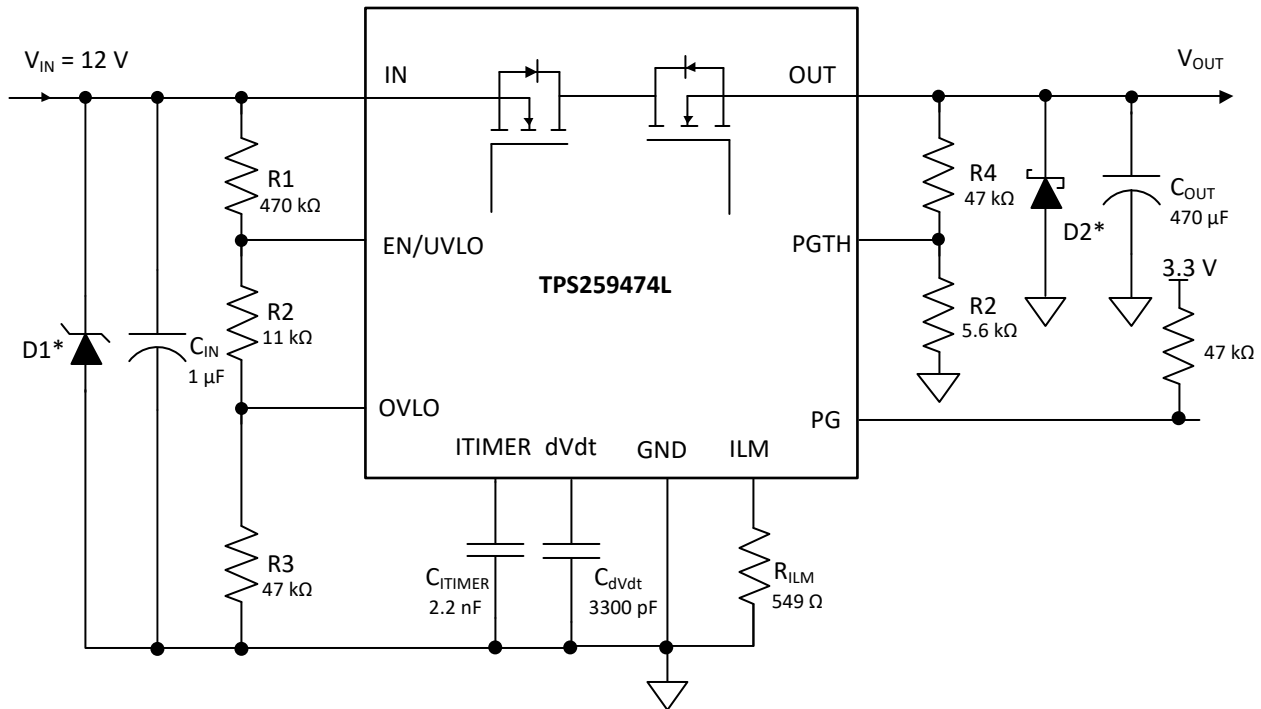 V_IN = 12 V
IN
OUT
V_OUT
R1
470 kΩ
R4
47 kΩ
C_OUT
470 µF
D2*
EN/UVLO
PGTH
TPS259474L
3.3 V
R2
11 kΩ
R2
5.6 kΩ
47 kΩ
D1*
C_IN
1 µF
OVLO
PG
ITIMER
dVdt
GND
ILM
R3
47 kΩ
C_ITIMER
2.2 nF
C_dVdt
3300 pF
R_ILM
549 Ω